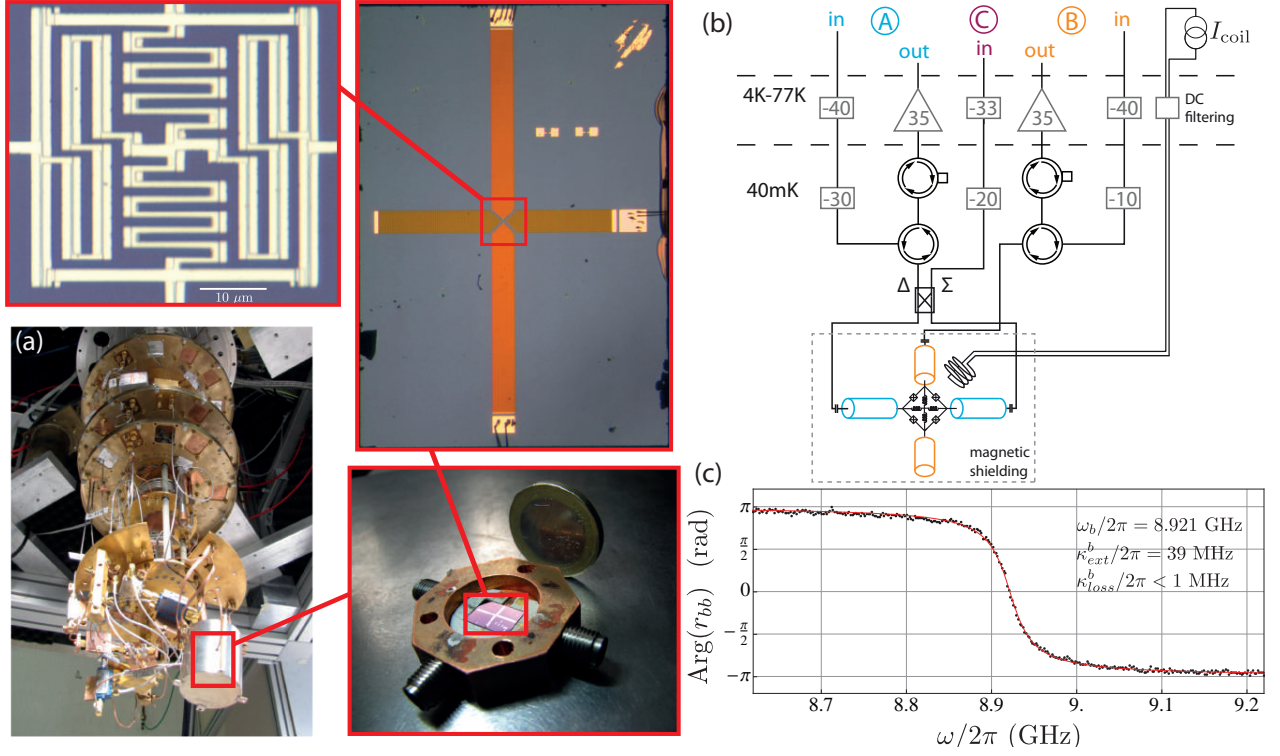 10 μm
(a)
(b)
in
A
C
B
in
out
in
out
I_coil
4K-77K
-40
35
-33
35
-40
DC
filtering
40mK
-30
-20
-10
Δ
Σ
magnetic
shielding
(c)
Arg(r_bb) (rad)
π
π/2
0
-π/2
-π
ω_b/2π = 8.921 GHz
κ^b_ext/2π = 39 MHz
κ^b_loss/2π < 1 MHz
8.7
8.8
8.9
9.
9.1
9.2
ω/2π (GHz)